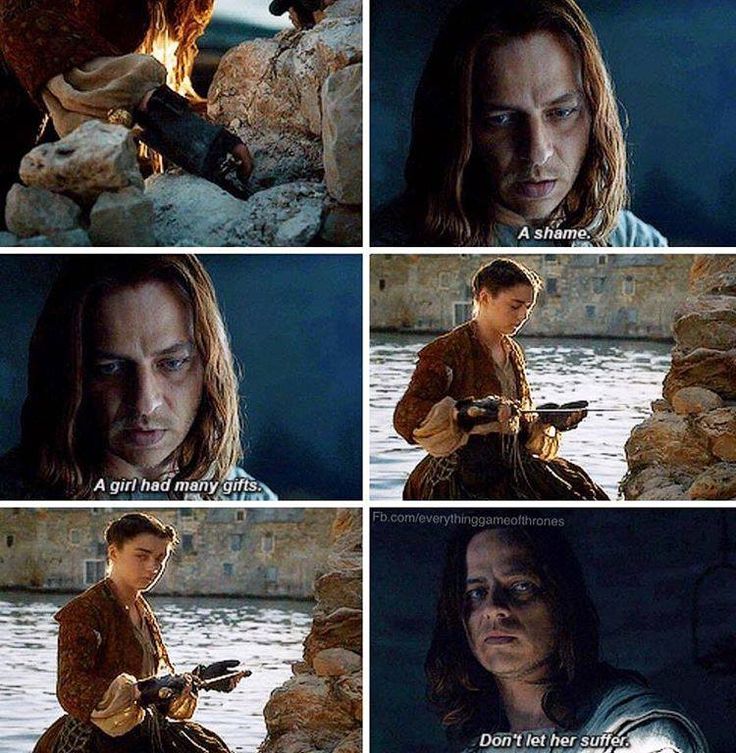 A shame.
A girl had many gifts.
Fb.com/everythinggameofthrones
Don't let her suffer.